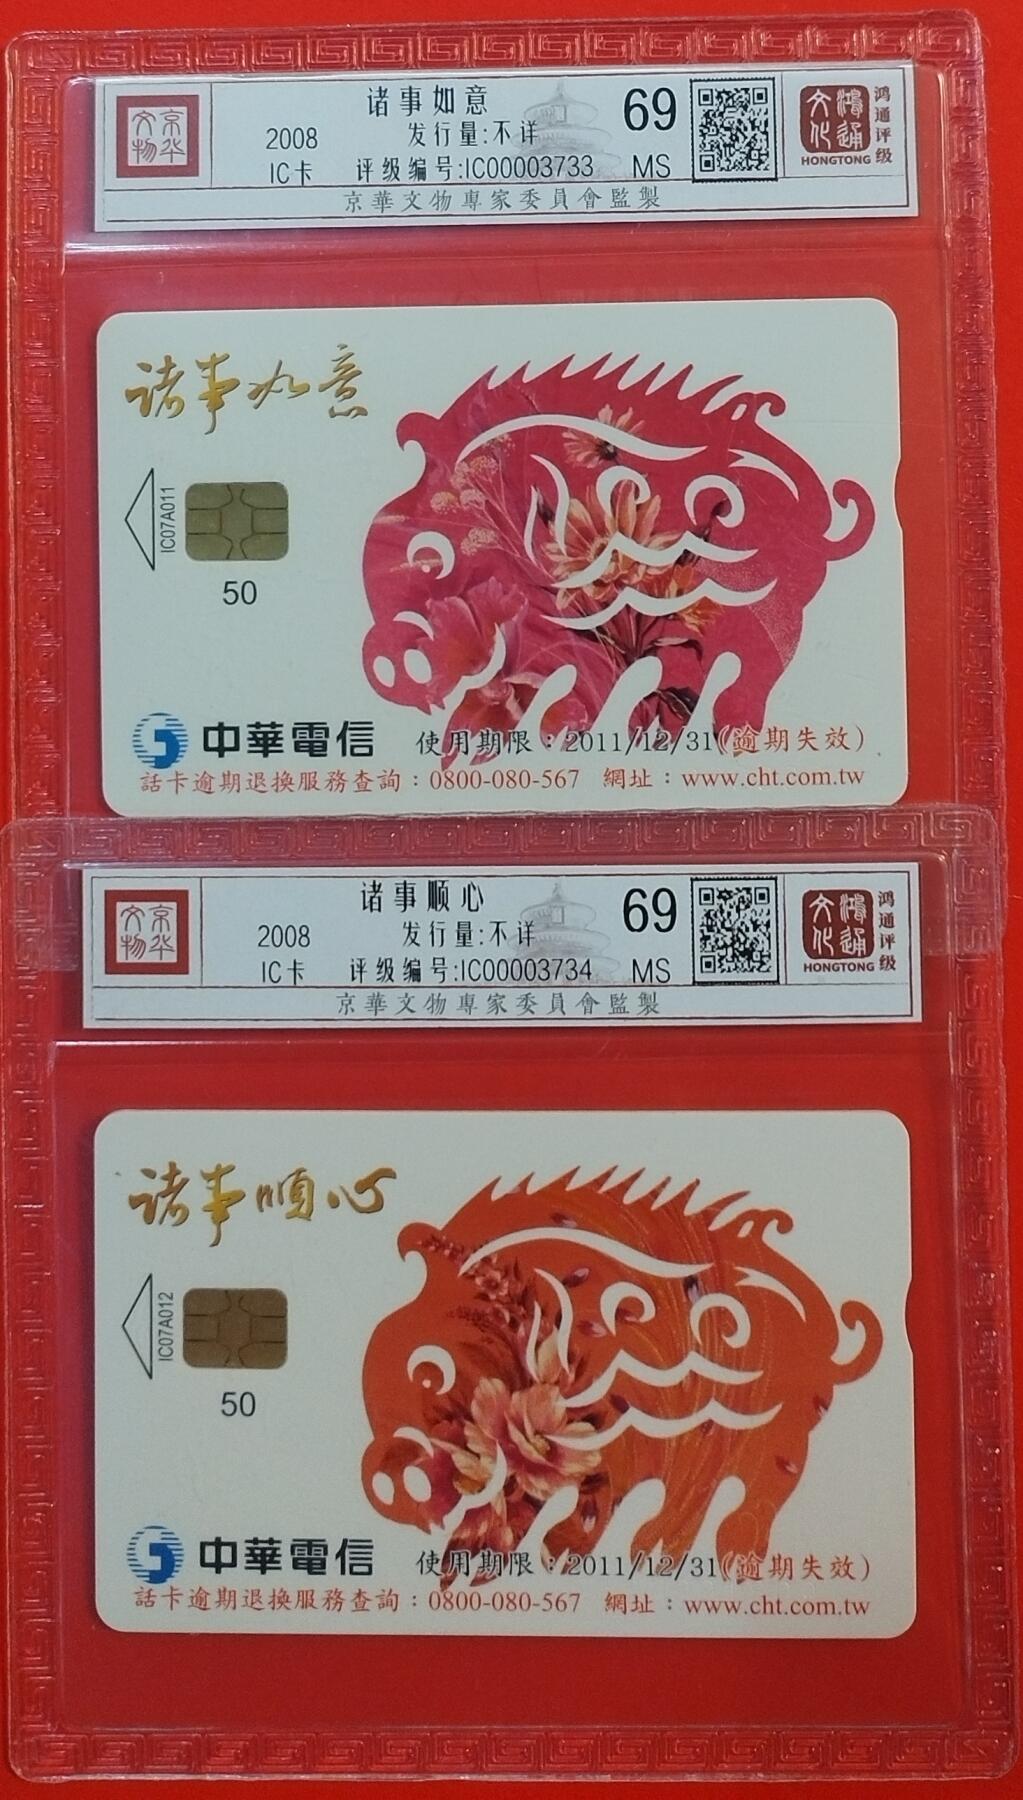 京华
文物
诸事如意
2008 发行量:不详
IC卡 评级编号:IC00003733
69
MS
鸿通
文化
HONGTONG
鸿通评级
京華文物專家委員會監製
诸事如意
IC07A011
50
中華電信
使用期限：2011/12/31(逾期失效)
話卡逾期退換服務查詢：0800-080-567 網址：www.cht.com.tw
京华
文物
诸事顺心
2008 发行量:不详
IC卡 评级编号:IC00003734
69
MS
鸿通
文化
HONGTONG
鸿通评级
京華文物專家委員會監製
诸事順心
IC07A012
50
中華電信
使用期限：2011/12/31(逾期失效)
話卡逾期退換服務查詢：0800-080-567 網址：www.cht.com.tw